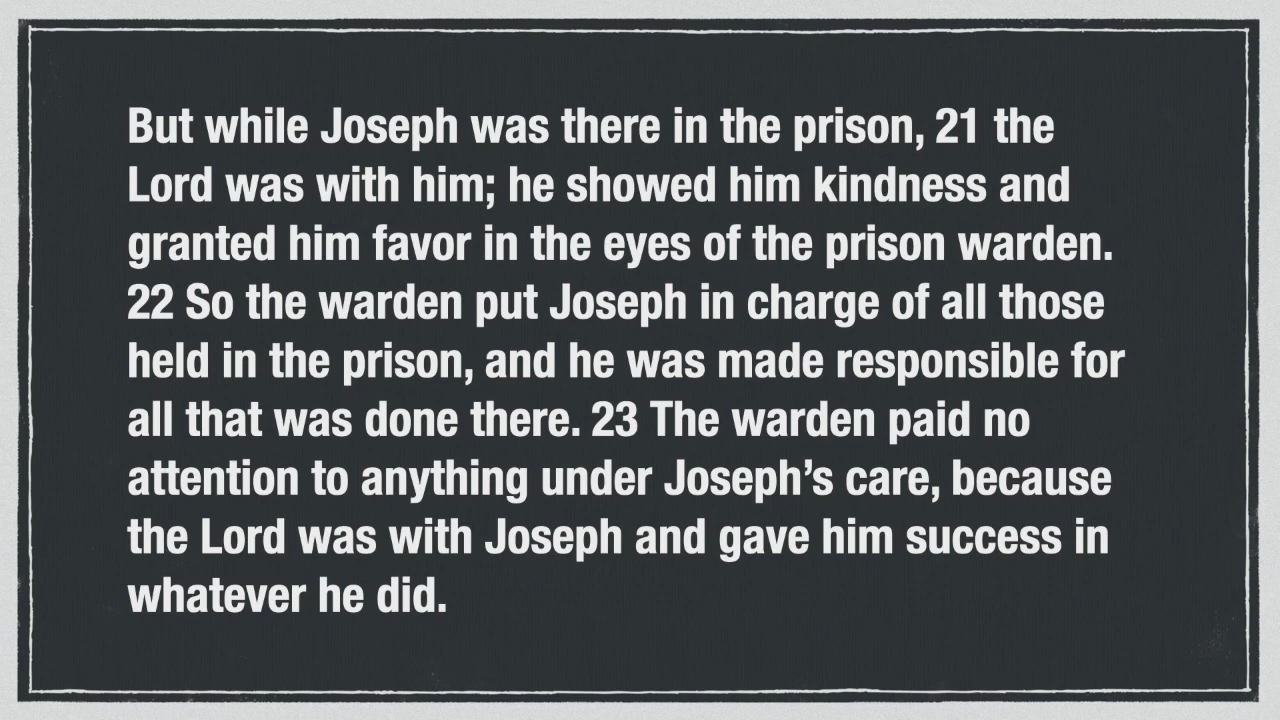 But while Joseph was there in the prison, 21 the
Lord was with him; he showed him kindness and
granted him favor in the eyes of the prison warden.
22 So the warden put Joseph in charge of all those
held in the prison, and he was made responsible for
all that was done there. 23 The warden paid no
attention to anything under Joseph’s care, because
the Lord was with Joseph and gave him success in
whatever he did.